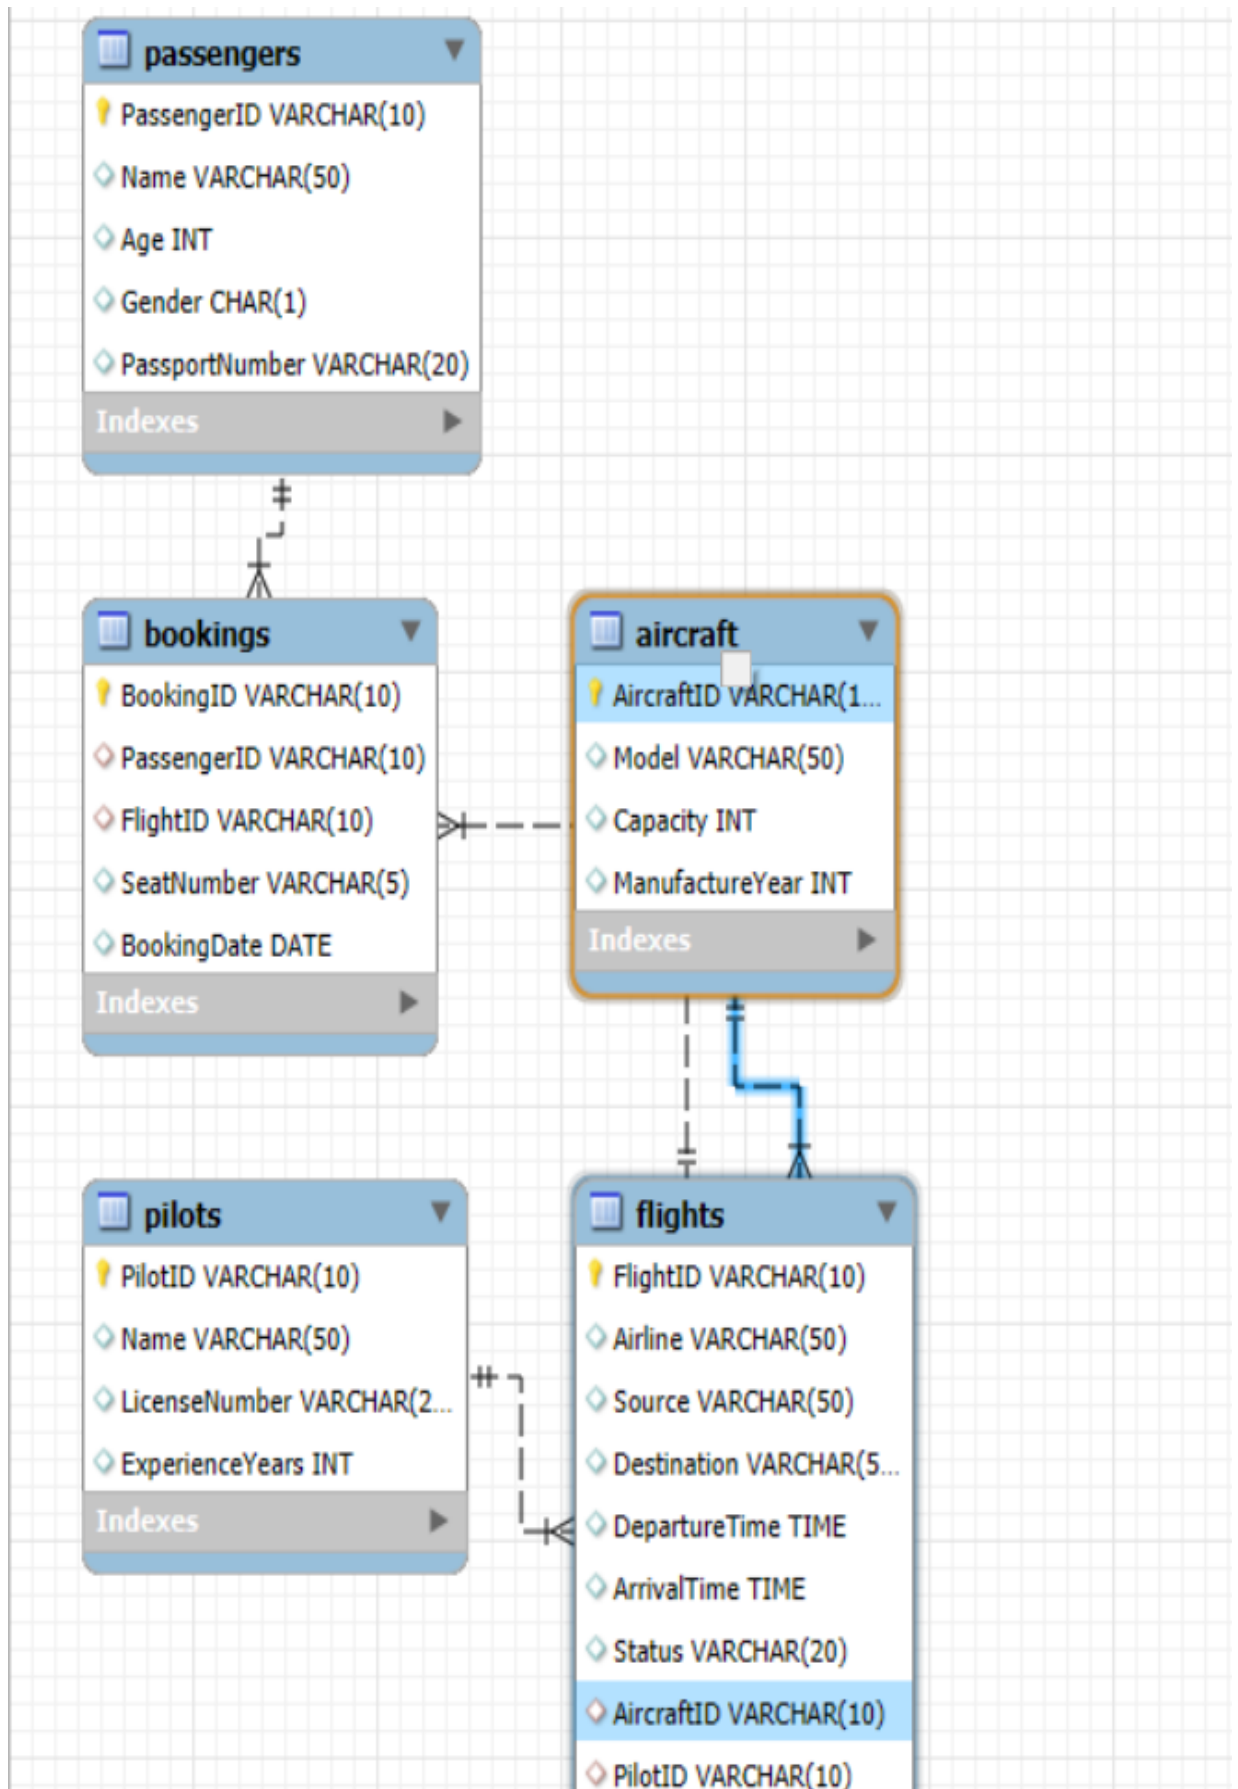 passengers
PassengerID VARCHAR(10)
Name VARCHAR(50)
Age INT
Gender CHAR(1)
PassportNumber VARCHAR(20)
Indexes
bookings
BookingID VARCHAR(10)
PassengerID VARCHAR(10)
FlightID VARCHAR(10)
SeatNumber VARCHAR(5)
BookingDate DATE
Indexes
aircraft
AircraftID VARCHAR(1...
Model VARCHAR(50)
Capacity INT
ManufactureYear INT
Indexes
pilots
PilotID VARCHAR(10)
Name VARCHAR(50)
LicenseNumber VARCHAR(2...
ExperienceYears INT
Indexes
flights
FlightID VARCHAR(10)
Airline VARCHAR(50)
Source VARCHAR(50)
Destination VARCHAR(5...
DepartureTime TIME
ArrivalTime TIME
Status VARCHAR(20)
AircraftID VARCHAR(10)
PilotID VARCHAR(10)